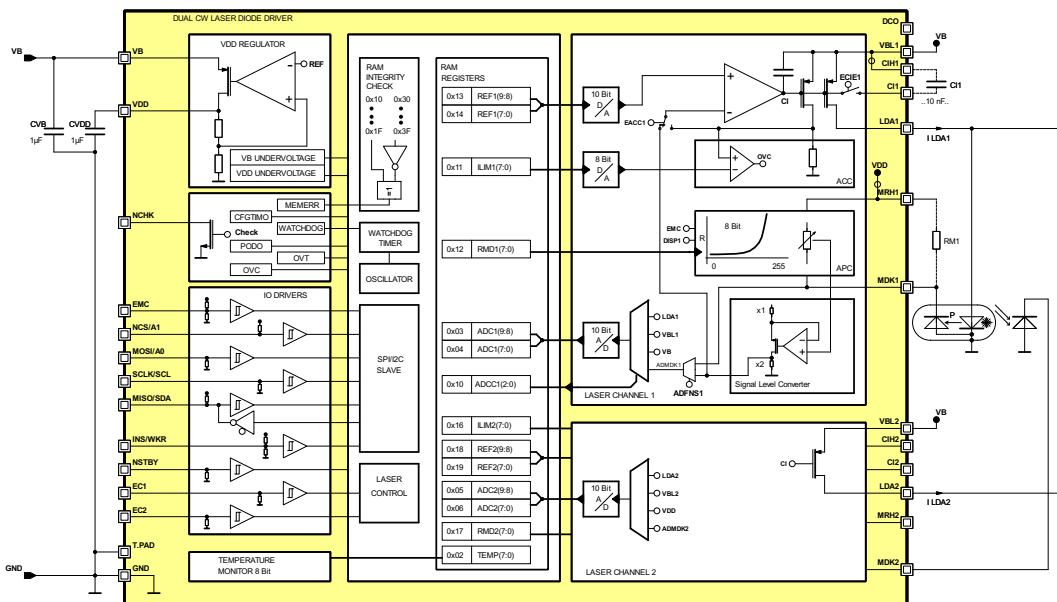 DUAL CW LASER DIODE DRIVER
VB
VB
VDD
CVB
1µF
CVDD
1µF
NCHK
EMC
NCS/A1
MOSI/A0
SCLK/SCL
MISO/SDA
INS/WKR
NSTBY
EC1
EC2
T.PAD
GND
GND
VDD REGULATOR
REF
VB UNDERVOLTAGE
VDD UNDERVOLTAGE
MEMERR
CFGTIMO
WATCHDOG
Check
PODO
OVT
OVC
IO DRIVERS
TEMPERATURE
MONITOR 8 Bit
RAM
INTEGRITY
CHECK
0x10 0x30
0x1F 0x3F
=1
WATCHDOG
TIMER
OSCILLATOR
SPI/I2C
SLAVE
LASER
CONTROL
RAM
REGISTERS
0x13 REF1(9:8)
0x14 REF1(7:0)
0x11 ILIM1(7:0)
0x12 RMD1(7:0)
0x03 ADC1(9:8)
0x04 ADC1(7:0)
0x10 ADCC1(2:0)
0x16 ILIM2(7:0)
0x18 REF2(9:8)
0x19 REF2(7:0)
0x05 ADC2(9:8)
0x06 ADC2(7:0)
0x17 RMD2(7:0)
0x02 TEMP(7:0)
10 Bit
D
A
EACC1
CI
ECIE1
8 Bit
D
A
OVC
ACC
EMC
DISP1
R
8 Bit
0 255
APC
10 Bit
A
D
LDA1
VBL1
VB
ADMDK1
ADFNS1
x1
x2
Signal Level Converter
LASER CHANNEL 1
CI
10 Bit
A
D
LDA2
VBL2
VDD
ADMDK2
LASER CHANNEL 2
DCO
VBL1
VB
CIH1
CI1
CI1
..10 nF..
LDA1
I LDA1
VDD
MRH1
RM1
MDK1
P
VBL2
VB
CIH2
CI2
LDA2
I LDA2
MRH2
MDK2